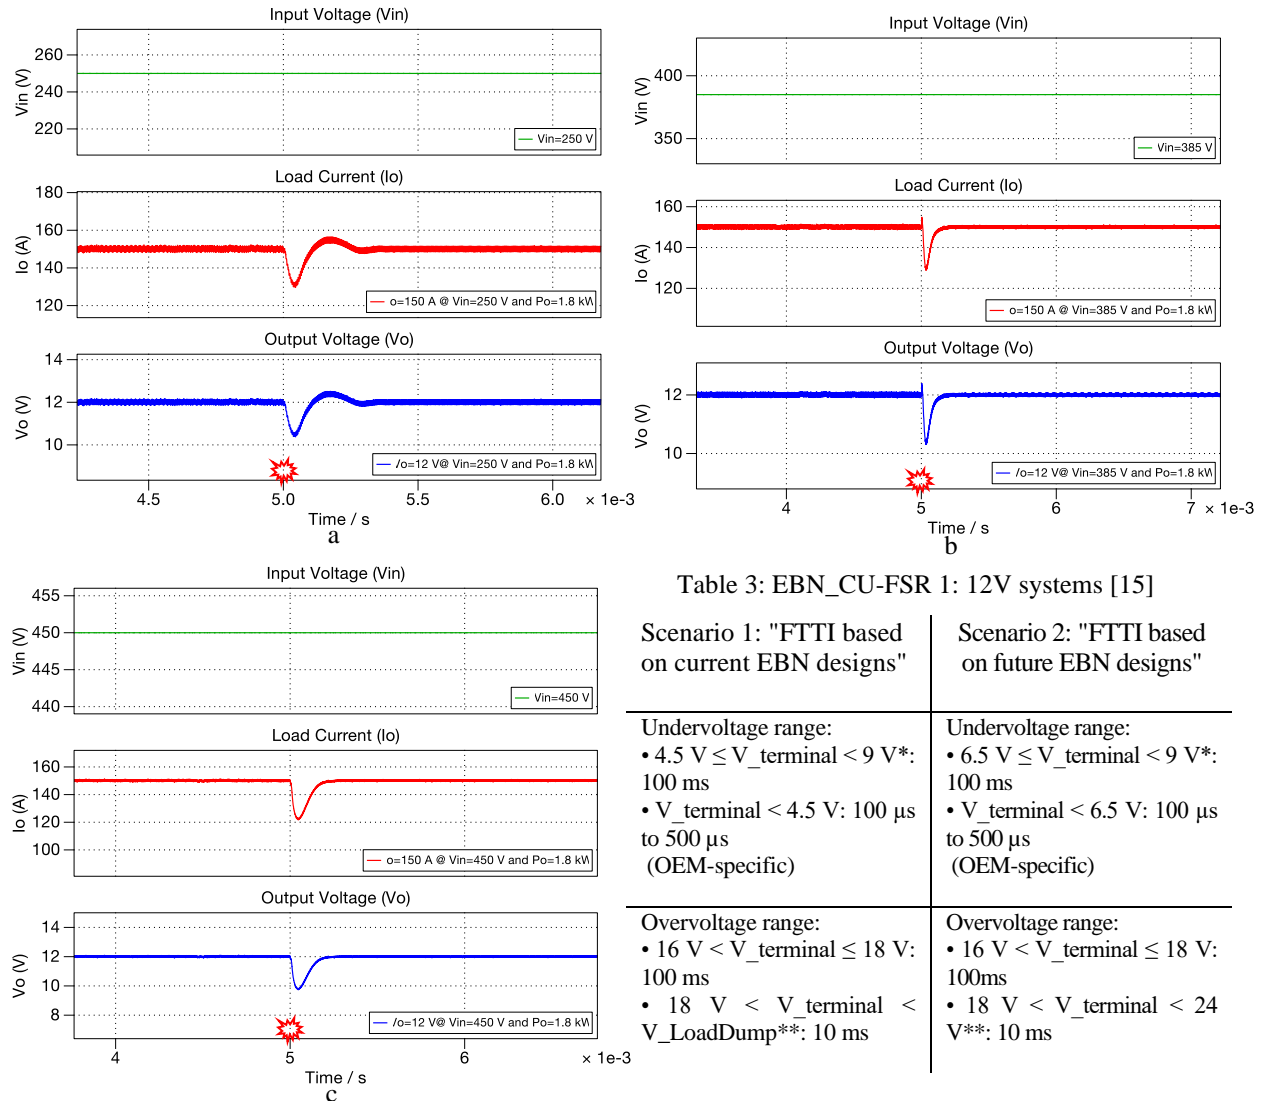 Input Voltage (Vin)
260
240
220
Vin (V)
Vin=250 V
Load Current (Io)
180
160
140
120
Io (A)
o=150 A @ Vin=250 V and Po=1.8 kW
Output Voltage (Vo)
14
12
10
Vo (V)
/o=12 V@ Vin=250 V and Po=1.8 kW
4.5
5.0
5.5
6.0
× 1e-3
Time / s
a
Input Voltage (Vin)
400
350
Vin (V)
Vin=385 V
Load Current (Io)
160
140
120
Io (A)
o=150 A @ Vin=385 V and Po=1.8 kW
Output Voltage (Vo)
12
10
Vo (V)
/o=12 V@ Vin=385 V and Po=1.8 kW
4
5
6
7
× 1e-3
Time / s
b
Input Voltage (Vin)
455
450
445
440
Vin (V)
Vin=450 V
Load Current (Io)
160
140
120
100
Io (A)
o=150 A @ Vin=450 V and Po=1.8 kW
Output Voltage (Vo)
14
12
10
8
Vo (V)
/o=12 V@ Vin=450 V and Po=1.8 kW
4
5
6
× 1e-3
Time / s
c
Table 3: EBN_CU-FSR 1: 12V systems [15]
Scenario 1: "FTTI based
on current EBN designs"
Scenario 2: "FTTI based
on future EBN designs"
Undervoltage range:
• 4.5 V ≤ V_terminal < 9 V*:
100 ms
• V_terminal < 4.5 V: 100 µs
to 500 µs
(OEM-specific)
Undervoltage range:
• 6.5 V ≤ V_terminal < 9 V*:
100 ms
• V_terminal < 6.5 V: 100 µs
to 500 µs
(OEM-specific)
Overvoltage range:
• 16 V < V_terminal ≤ 18 V:
100 ms
• 18 V < V_terminal <
V_LoadDump**: 10 ms
Overvoltage range:
• 16 V < V_terminal ≤ 18 V:
100ms
• 18 V < V_terminal < 24
V**: 10 ms